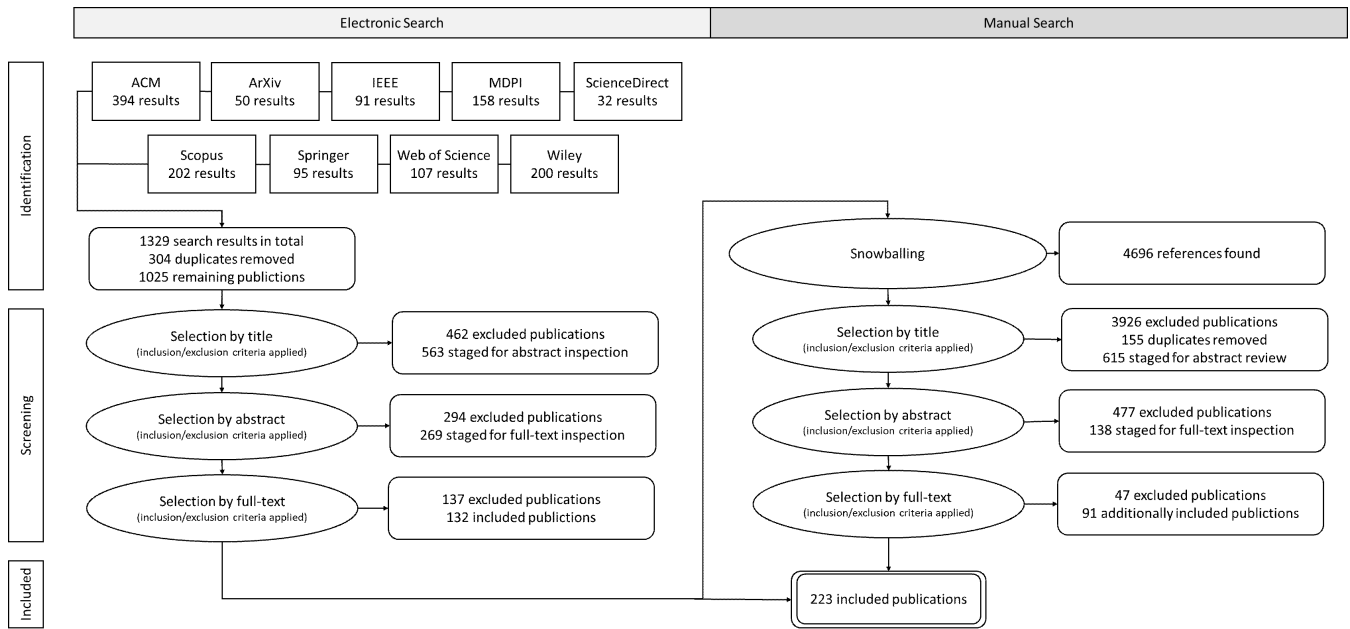 Electronic Search
Manual Search
Identification
ACM
394 results
ArXiv
50 results
IEEE
91 results
MDPI
158 results
ScienceDirect
32 results
Scopus
202 results
Springer
95 results
Web of Science
107 results
Wiley
200 results
1329 search results in total
304 duplicates removed
1025 remaining publictions
Snowballing
4696 references found
Screening
Selection by title
(inclusion/exclusion criteria applied)
462 excluded publications
563 staged for abstract inspection
Selection by abstract
(inclusion/exclusion criteria applied)
294 excluded publications
269 staged for full-text inspection
Selection by full-text
(inclusion/exclusion criteria applied)
137 excluded publications
132 included publictions
Selection by title
(inclusion/exclusion criteria applied)
3926 excluded publications
155 duplicates removed
615 staged for abstract review
Selection by abstract
(inclusion/exclusion criteria applied)
477 excluded publications
138 staged for full-text inspection
Selection by full-text
(inclusion/exclusion criteria applied)
47 excluded publications
91 additionally included publictions
Included
223 included publications